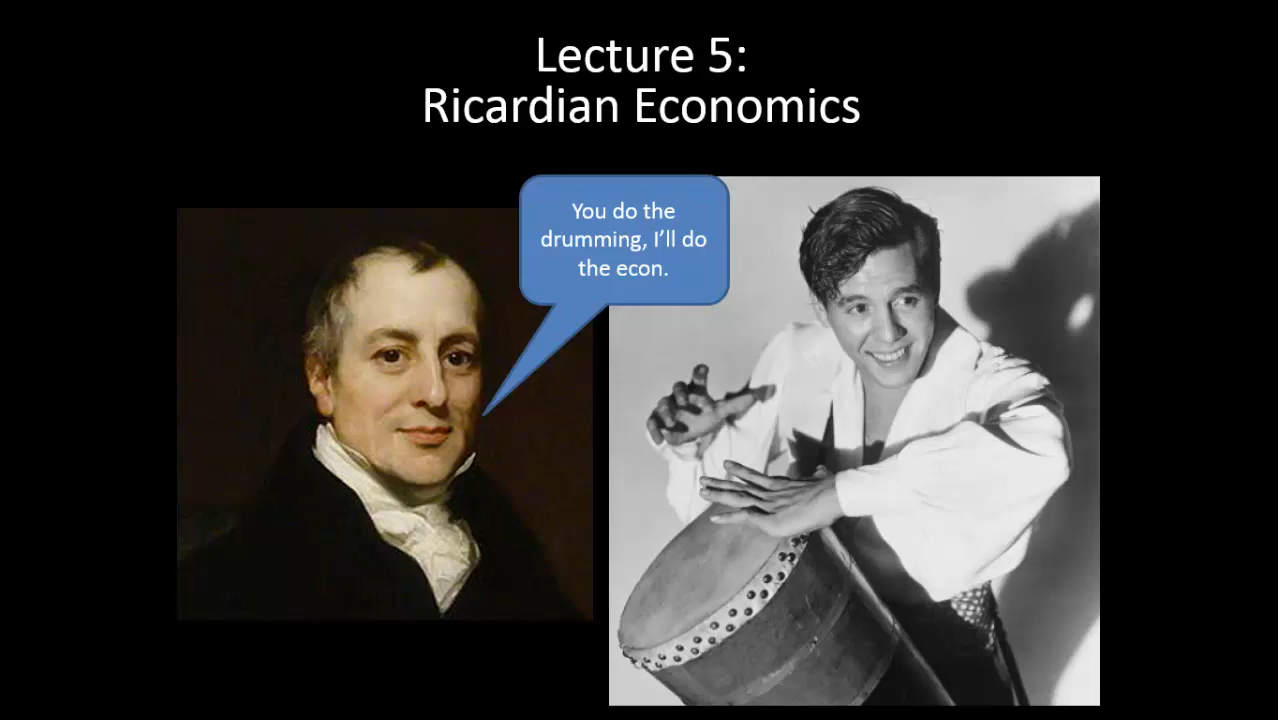 Lecture 5:
Ricardian Economics
You do the
drumming, I'll do
the econ.